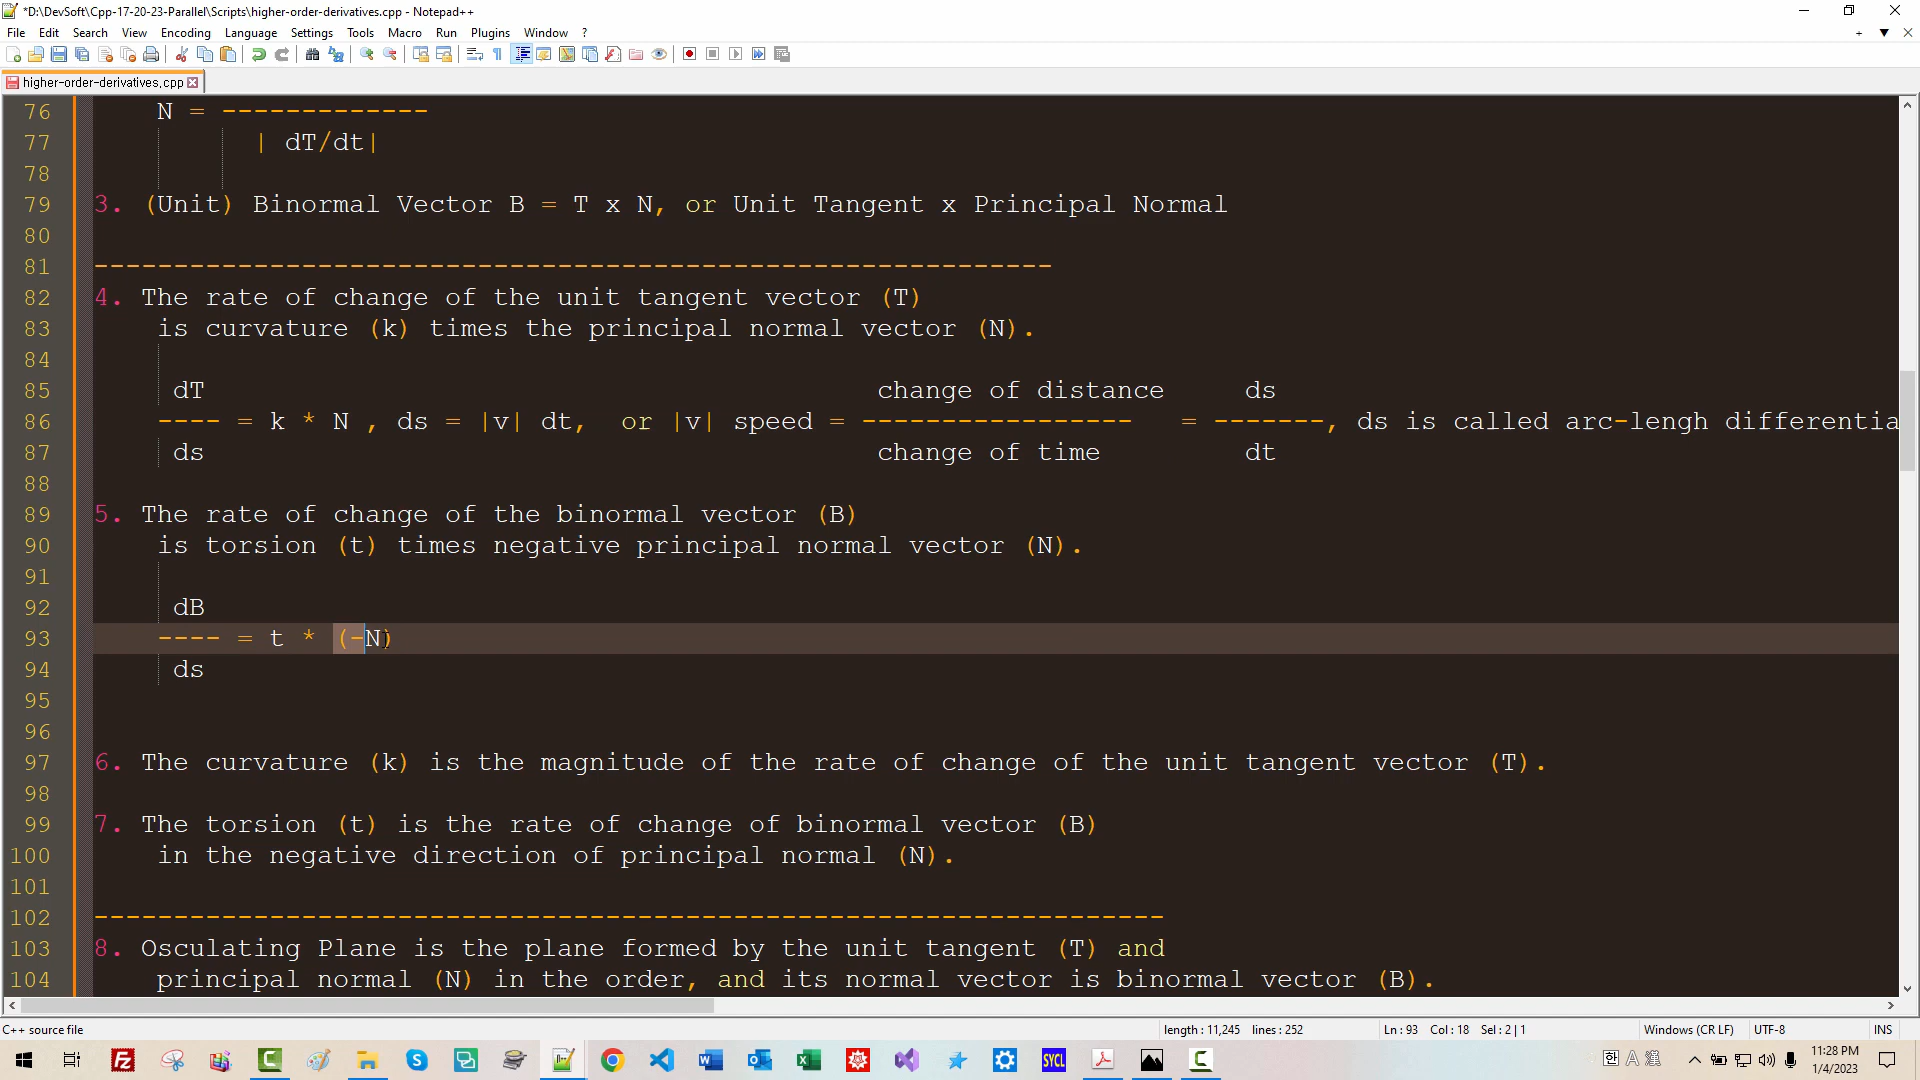 *D:\DevSoft\Cpp-17-20-23-Parallel\Scripts\higher-order-derivatives.cpp - Notepad++
File Edit Search View Encoding Language Settings Tools Macro Run Plugins Window ?
higher-order-derivatives.cpp
76 N = -------------
77 | dT/dt|
78
79 3. (Unit) Binormal Vector B = T x N, or Unit Tangent x Principal Normal
80
81 ------------------------------------------------------------
82 4. The rate of change of the unit tangent vector (T)
83 is curvature (k) times the principal normal vector (N).
84
85 dT change of distance ds
86 ---- = k * N , ds = |v| dt, or |v| speed = ----------------- = -------, ds is called arc-lengh differentia
87 ds change of time dt
88
89 5. The rate of change of the binormal vector (B)
90 is torsion (t) times negative principal normal vector (N).
91
92 dB
93 ---- = t * (-N)
94 ds
95
96
97 6. The curvature (k) is the magnitude of the rate of change of the unit tangent vector (T).
98
99 7. The torsion (t) is the rate of change of binormal vector (B)
100 in the negative direction of principal normal (N).
101
102 -------------------------------------------------------------------
103 8. Osculating Plane is the plane formed by the unit tangent (T) and
104 principal normal (N) in the order, and its normal vector is binormal vector (B).
C++ source file length : 11,245 lines : 252 Ln : 93 Col : 18 Sel : 2 | 1 Windows (CR LF) UTF-8 INS
SYCL 한 A 漢 11:28 PM
1/4/2023